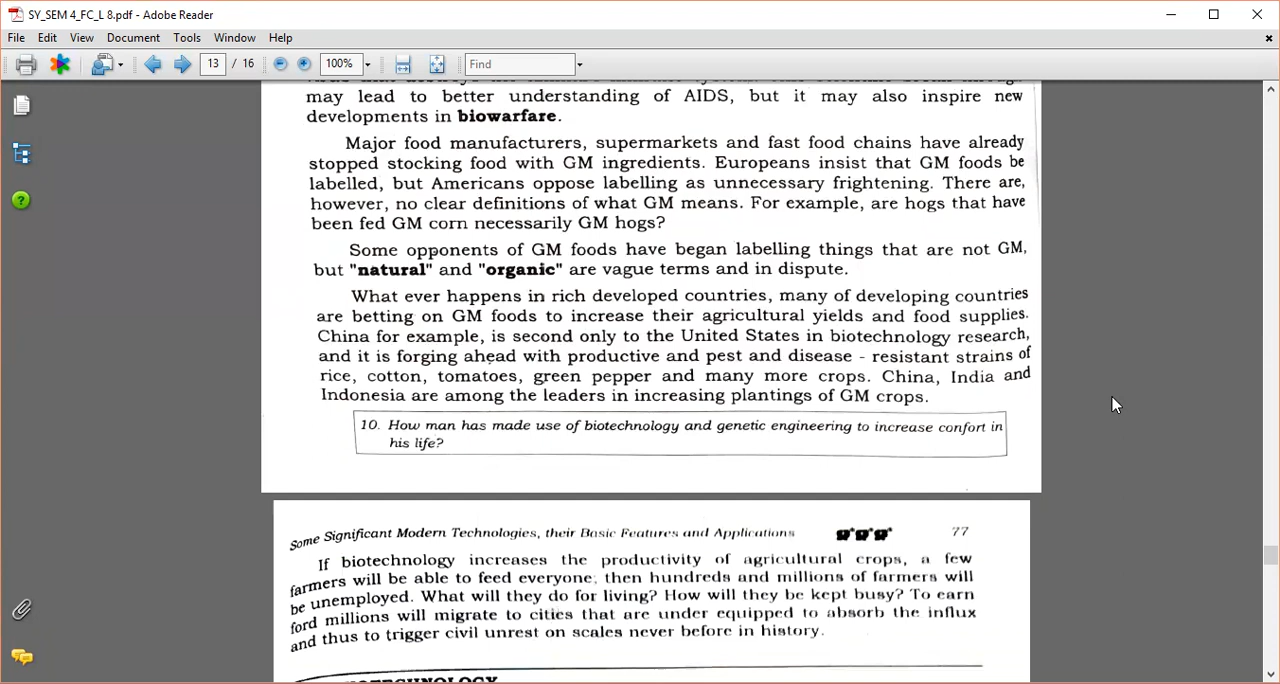 SY_SEM 4_FC_L 8.pdf - Adobe Reader
File Edit View Document Tools Window Help
13 / 16 100% Find
may lead to better understanding of AIDS, but it may also inspire new
developments in biowarfare.
Major food manufacturers, supermarkets and fast food chains have already
stopped stocking food with GM ingredients. Europeans insist that GM foods be
labelled, but Americans oppose labelling as unnecessary frightening. There are,
however, no clear definitions of what GM means. For example, are hogs that have
been fed GM corn necessarily GM hogs?
Some opponents of GM foods have began labelling things that are not GM,
but "natural" and "organic" are vague terms and in dispute.
What ever happens in rich developed countries, many of developing countries
are betting on GM foods to increase their agricultural yields and food supplies.
China for example, is second only to the United States in biotechnology research,
and it is forging ahead with productive and pest and disease - resistant strains of
rice, cotton, tomatoes, green pepper and many more crops. China, India and
Indonesia are among the leaders in increasing plantings of GM crops.
10. How man has made use of biotechnology and genetic engineering to increase confort in
his life?
Some Significant Modern Technologies, their Basic Features and Applications 77
If biotechnology increases the productivity of agricultural crops, a few
farmers will be able to feed everyone, then hundreds and millions of farmers will
be unemployed. What will they do for living? How will they be kept busy? To earn
ford millions will migrate to cities that are under equipped to absorb the influx
and thus to trigger civil unrest on scales never before in history.